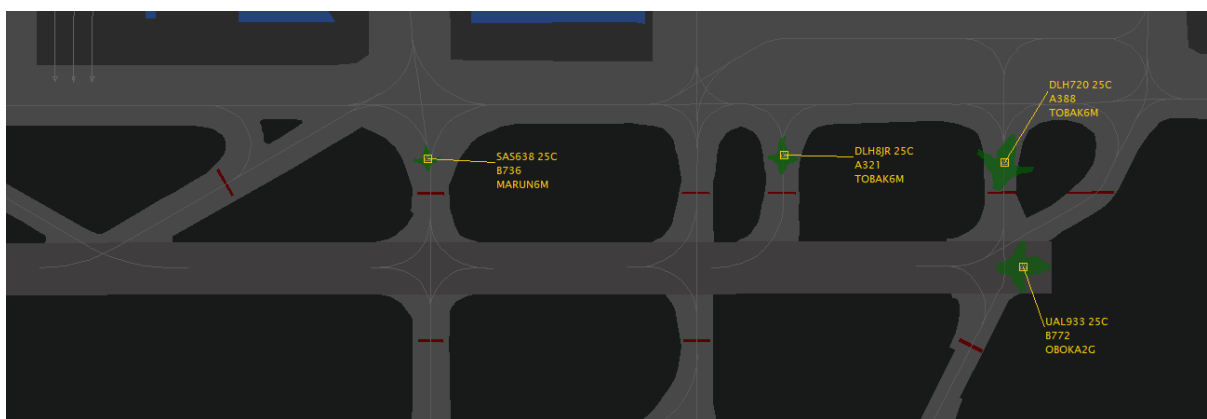 DLH720 25C
A388
TOBAK6M
SAS638 25C
B736
MARUN6M
DLH8JR 25C
A321
TOBAK6M
UAL933 25C
B772
OBOKA2G